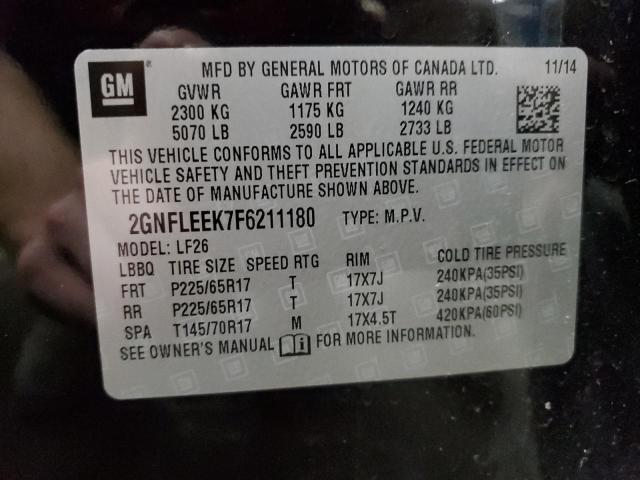 GM MFD BY GENERAL MOTORS OF CANADA LTD. 11/14
GVWR GAWR FRT GAWR RR
2300 KG 1175 KG 1240 KG
5070 LB 2590 LB 2733 LB
THIS VEHICLE CONFORMS TO ALL APPLICABLE U.S. FEDERAL MOTOR
VEHICLE SAFETY AND THEFT PREVENTION STANDARDS IN EFFECT ON
THE DATE OF MANUFACTURE SHOWN ABOVE.
2GNFLEEK7F6211180 TYPE: M.P.V.
MODEL: LF26
LBBQ TIRE SIZE SPEED RTG RIM COLD TIRE PRESSURE
FRT P225/65R17 T 17X7J 240KPA(35PSI)
RR P225/65R17 T 17X7J 240KPA(35PSI)
SPA T145/70R17 M 17X4.5T 420KPA(60PSI)
SEE OWNER'S MANUAL FOR MORE INFORMATION.